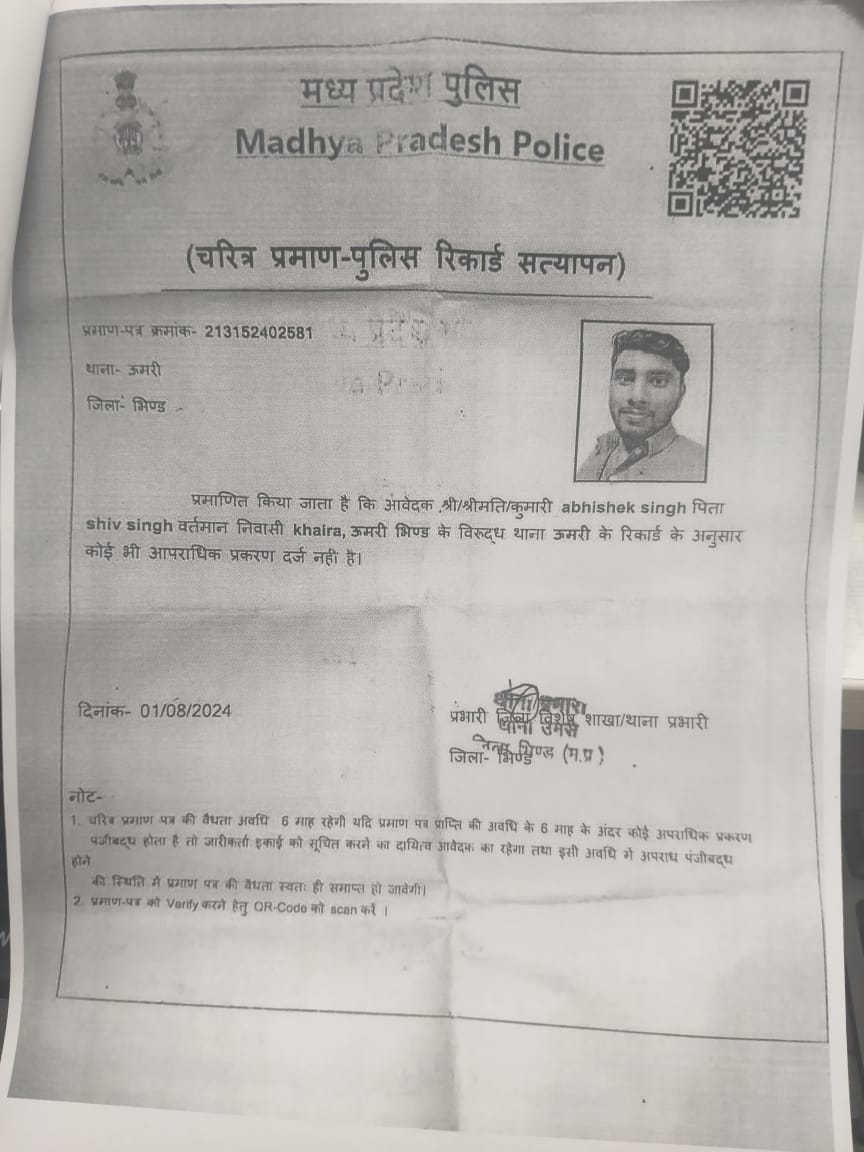 मध्य प्रदेश पुलिस
Madhya Pradesh Police
(चरित्र प्रमाण-पुलिस रिकार्ड सत्यापन)
प्रमाण-पत्र क्रमांक- 213152402581
थाना- ऊमरी
जिला- भिण्ड
प्रमाणित किया जाता है कि आवेदक श्री/श्रीमति/कुमारी abhishek singh पिता
shiv singh वर्तमान निवासी khaira, ऊमरी भिण्ड के विरूद्ध थाना ऊमरी के रिकार्ड के अनुसार
कोई भी आपराधिक प्रकरण दर्ज नही है।
दिनांक- 01/08/2024
प्रभारी जिला विशेष शाखा/थाना प्रभारी
जिला- भिण्ड (म.प्र)
नोट-
1. चरित्र प्रमाण पत्र की वैधता अवधि 6 माह रहेगी यदि प्रमाण पत्र प्राप्ति की अवधि के 6 माह के अंदर कोई अपराधिक प्रकरण
पंजीबद्ध होता है तो जारीकर्ता इकाई को सूचित करने का दायित्व आवेदक का रहेगा तथा इसी अवधि में अपराध पंजीबद्ध
होने
की स्थिति में प्रमाण पत्र की वैधता स्वतः ही समाप्त हो जावेगी।
2. प्रमाण-पत्र को Verify करने हेतु QR-Code को scan करें ।